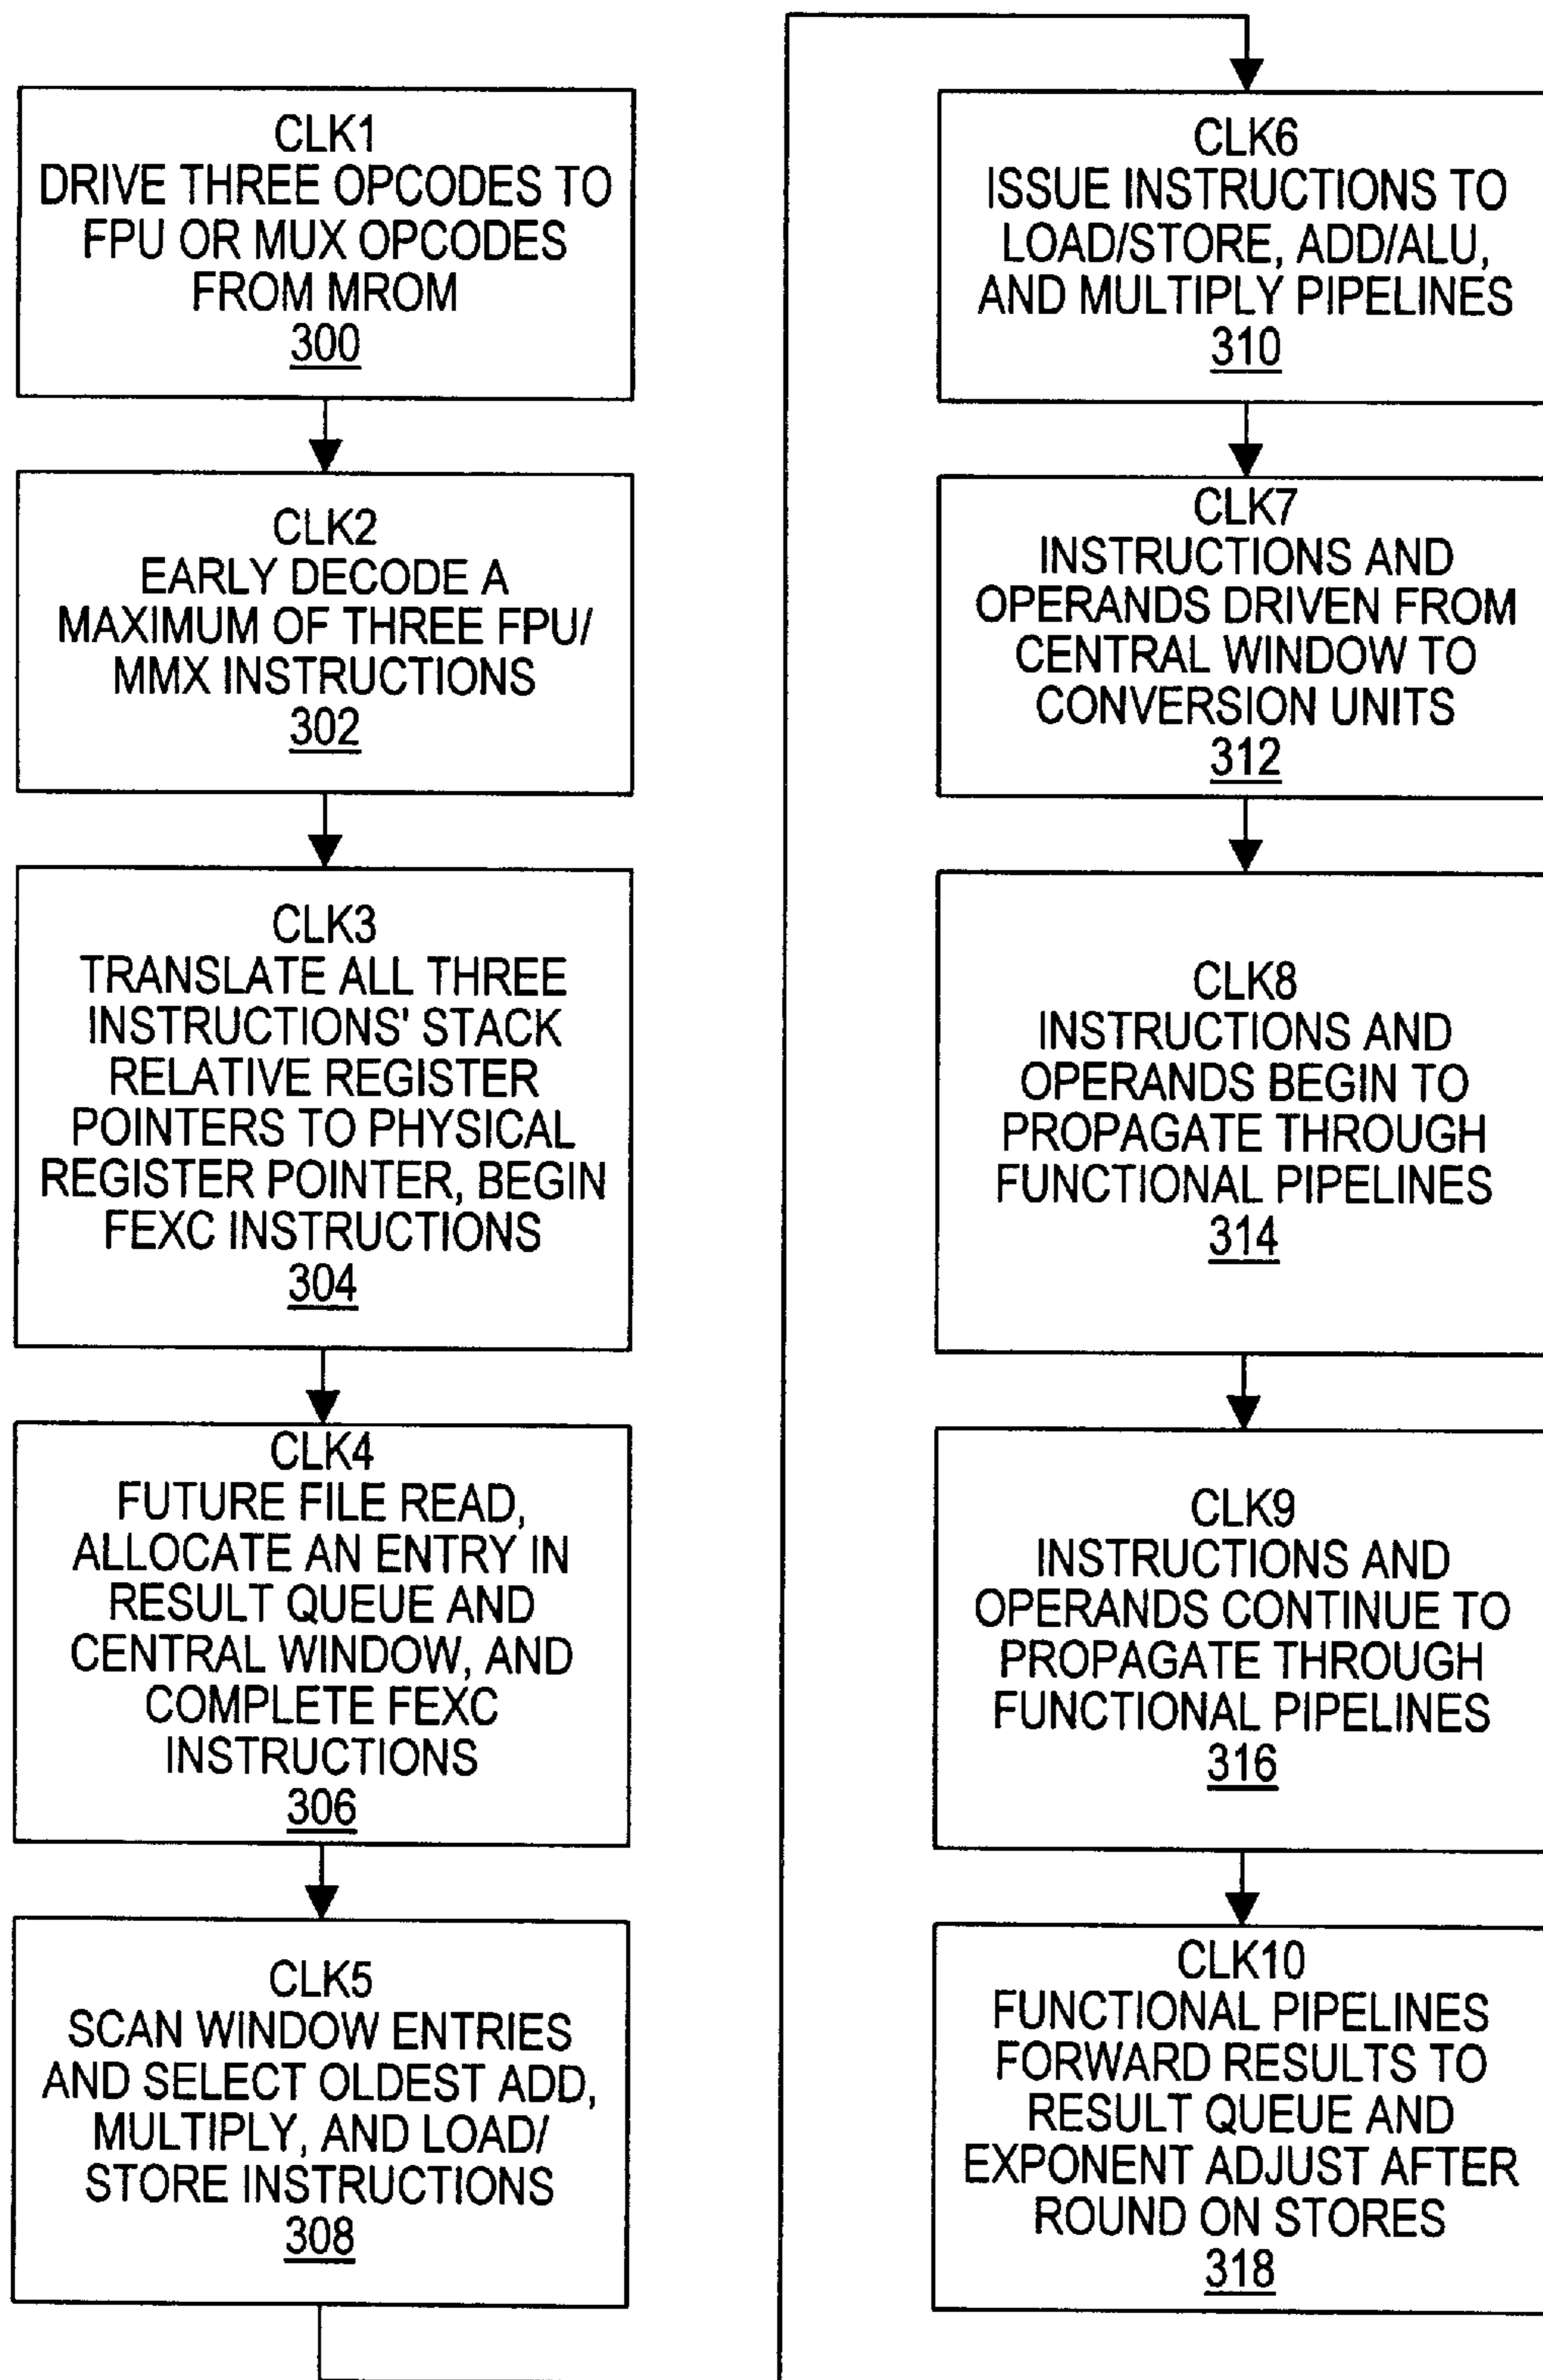 CLK1
DRIVE THREE OPCODES TO
FPU OR MUX OPCODES
FROM MROM
300
CLK2
EARLY DECODE A
MAXIMUM OF THREE FPU/
MMX INSTRUCTIONS
302
CLK3
TRANSLATE ALL THREE
INSTRUCTIONS' STACK
RELATIVE REGISTER
POINTERS TO PHYSICAL
REGISTER POINTER, BEGIN
FEXC INSTRUCTIONS
304
CLK4
FUTURE FILE READ,
ALLOCATE AN ENTRY IN
RESULT QUEUE AND
CENTRAL WINDOW, AND
COMPLETE FEXC
INSTRUCTIONS
306
CLK5
SCAN WINDOW ENTRIES
AND SELECT OLDEST ADD,
MULTIPLY, AND LOAD/
STORE INSTRUCTIONS
308
CLK6
ISSUE INSTRUCTIONS TO
LOAD/STORE, ADD/ALU,
AND MULTIPLY PIPELINES
310
CLK7
INSTRUCTIONS AND
OPERANDS DRIVEN FROM
CENTRAL WINDOW TO
CONVERSION UNITS
312
CLK8
INSTRUCTIONS AND
OPERANDS BEGIN TO
PROPAGATE THROUGH
FUNCTIONAL PIPELINES
314
CLK9
INSTRUCTIONS AND
OPERANDS CONTINUE TO
PROPAGATE THROUGH
FUNCTIONAL PIPELINES
316
CLK10
FUNCTIONAL PIPELINES
FORWARD RESULTS TO
RESULT QUEUE AND
EXPONENT ADJUST AFTER
ROUND ON STORES
318